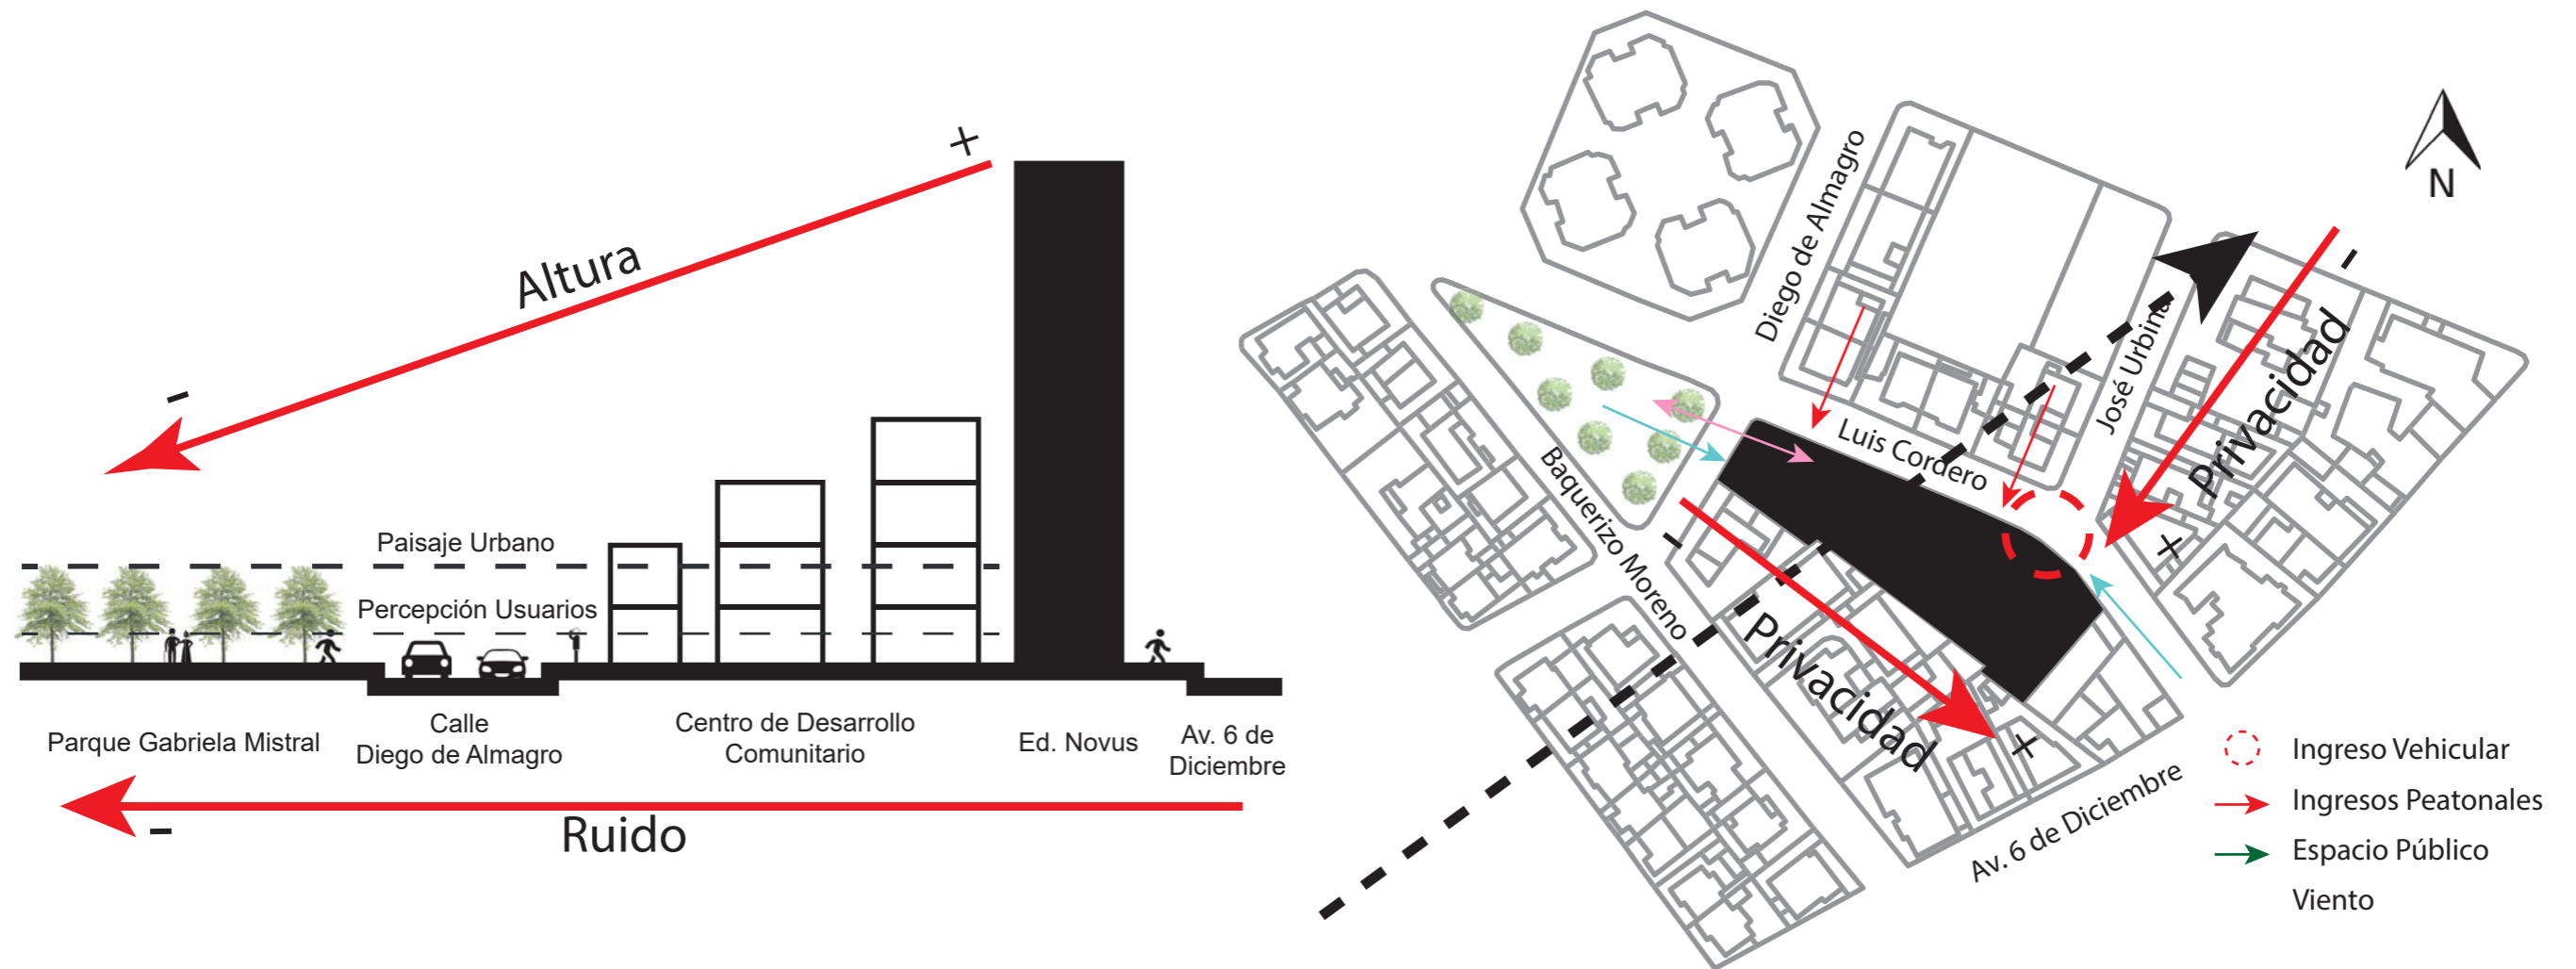 +
Altura
-
Paisaje Urbano
Percepción Usuarios
Parque Gabriela Mistral
Calle
Diego de Almagro
Centro de Desarrollo
Comunitario
Ed. Novus
Av. 6 de
Diciembre
-
Ruido
N
Diego de Almagro
José Urbina
-
Privacidad
+
Luis Cordero
Baquerizo Moreno
-
Privacidad
+
Av. 6 de Diciembre
Ingreso Vehicular
Ingresos Peatonales
Espacio Público
Viento